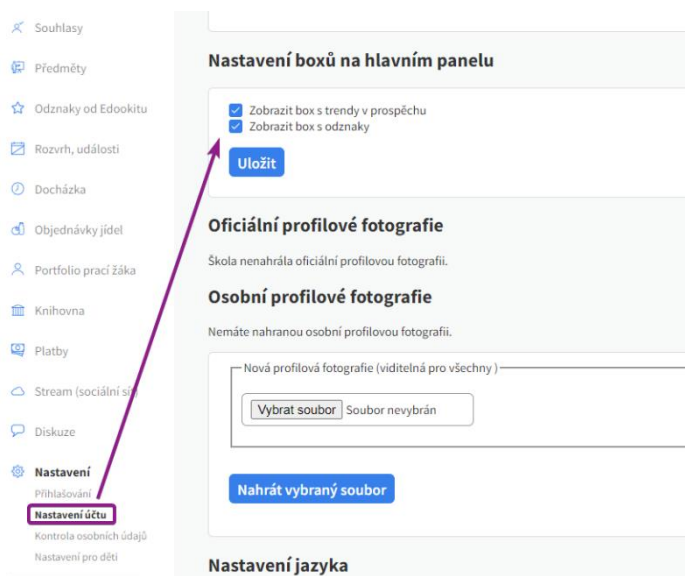 Souhlasy
Předměty
Odznaky od Edookitu
Rozvrh, události
Docházka
Objednávky jídel
Portfolio prací žáka
Knihovna
Platby
Stream (sociální síť)
Diskuze
Nastavení
Přihlašování
Nastavení účtu
Kontrola osobních údajů
Nastavení pro děti
Nastavení boxů na hlavním panelu
Zobrazit box s trendy v prospěchu
Zobrazit box s odznaky
Uložit
Oficiální profilové fotografie
Škola nenahrála oficiální profilovou fotografii.
Osobní profilové fotografie
Nemáte nahranou osobní profilovou fotografii.
Nová profilová fotografie (viditelná pro všechny )
Vybrat soubor Soubor nevybrán
Nahrát vybraný soubor
Nastavení jazyka